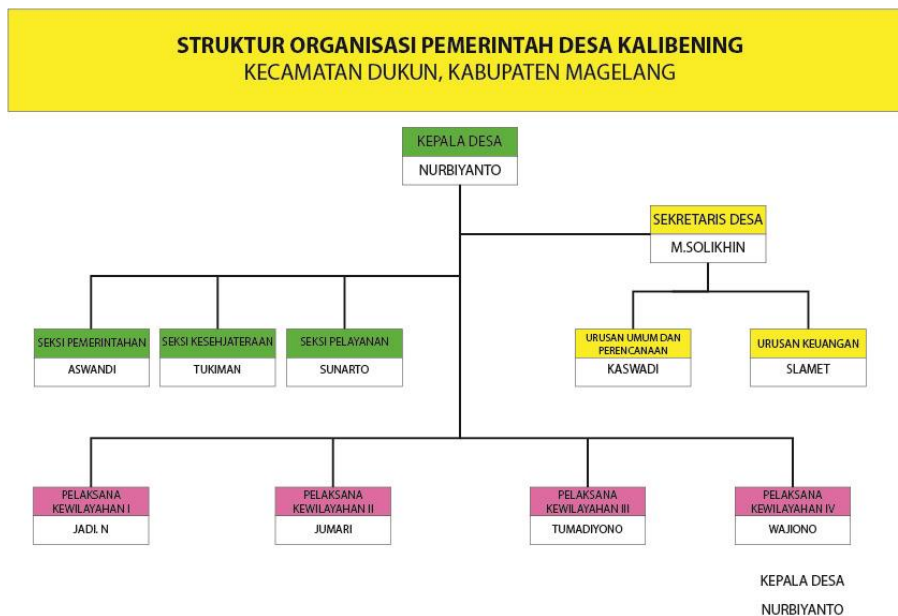 STRUKTUR ORGANISASI PEMERINTAH DESA KALIBENING
KECAMATAN DUKUN, KABUPATEN MAGELANG
KEPALA DESA
NURBIYANTO
SEKRETARIS DESA
M.SOLIKHIN
SEKSI PEMERINTAHAN
ASWANDI
SEKSI KESEHJATERAAN
TUKIMAN
SEKSI PELAYANAN
SUNARTO
URUSAN UMUM DAN
PERENCANAAN
KASWADI
URUSAN KEUANGAN
SLAMET
PELAKSANA
KEWILAYAHAN I
JADI. N
PELAKSANA
KEWILAYAHAN II
JUMARI
PELAKSANA
KEWILAYAHAN III
TUMADIYONO
PELAKSANA
KEWILAYAHAN IV
WAJIONO
KEPALA DESA
NURBIYANTO